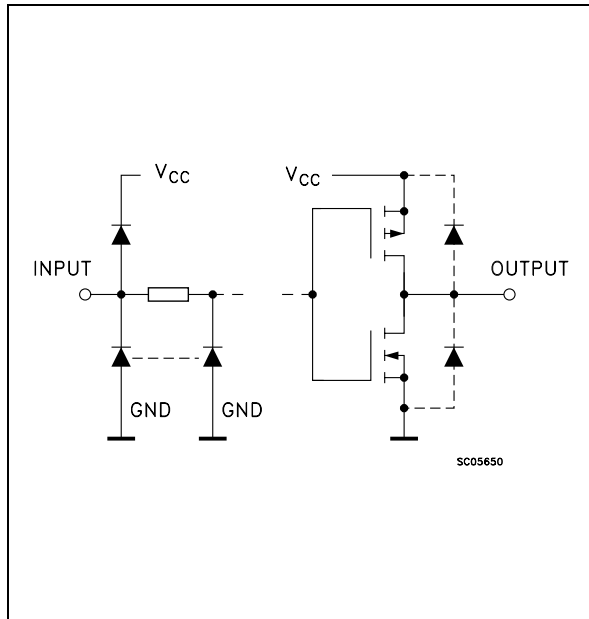 VCC
VCC
INPUT
OUTPUT
GND
GND
SC05650